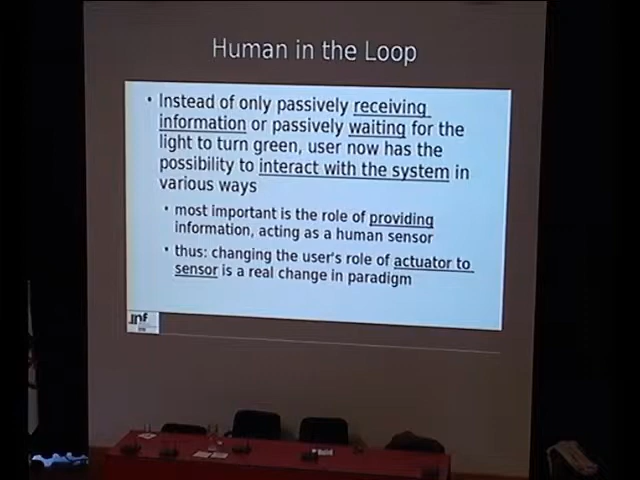 Human in the Loop
• Instead of only passively receiving
information or passively waiting for the
light to turn green, user now has the
possibility to interact with the system in
various ways
• most important is the role of providing
information, acting as a human sensor
• thus: changing the user's role of actuator to
sensor is a real change in paradigm